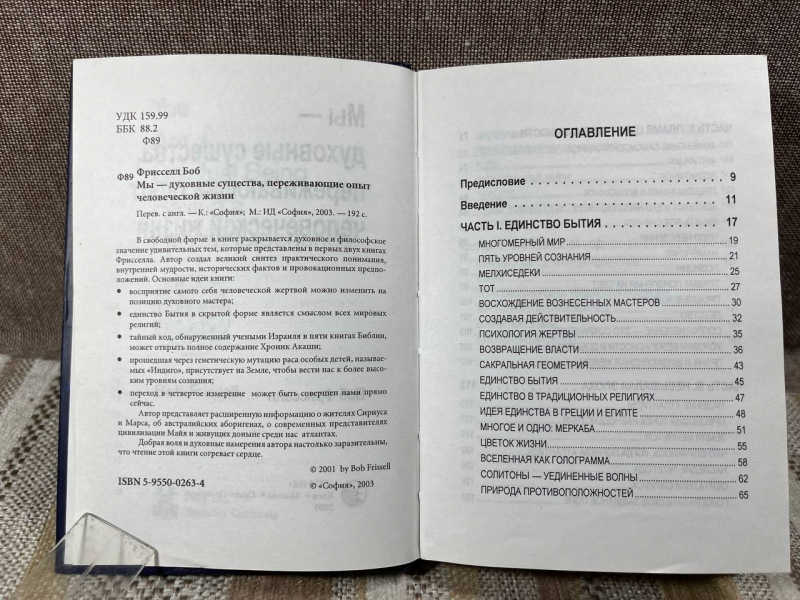 УДК 159.99
ББК 88.2
Ф89
Фрисселл Боб
Ф89 Мы — духовные существа, переживающие опыт
человеческой жизни
Перев. с англ. — К.: «София»; М.: ИД «София», 2003. — 192 с.
В свободной форме в книге раскрывается духовное и философское
значение удивительных тем, которые представлены в первых двух книгах
Фрисселла. Автор создал великий синтез практического понимания,
внутренней мудрости, исторических фактов и провокационных предпо-
ложений. Основные идеи книги:
• восприятие самого себя человеческой жертвой можно изменить на
позицию духовного мастера;
• единство Бытия в скрытой форме является смыслом всех мировых
религий;
• тайный код, обнаруженный учеными Израиля в пяти книгах Библии,
может открыть полное содержание Хроник Акаши;
• прошедшая через генетическую мутацию раса особых детей, называе-
мых «Индиго», присутствует на Земле, чтобы вести нас к более высо-
ким уровням сознания;
• переход в четвертое измерение может быть совершен нами прямо
сейчас.
Автор представляет расширенную информацию о жителях Сириуса
и Марса, об австралийских аборигенах, о современных представителях
цивилизации Майя и живущих доныне среди нас атлантах.
Добрая воля и духовные намерения автора настолько заразительны,
что чтение этой книги согревает сердце.
© 2001 by Bob Frissell
ISBN 5-9550-0263-4
© «София», 2003
ОГЛАВЛЕНИЕ
Предисловие . . . . . . . . . . . . . . . . . . . . . . . 9
Введение . . . . . . . . . . . . . . . . . . . . . . . . 11
ЧАСТЬ I. ЕДИНСТВО БЫТИЯ . . . . . . . . . . . . . . . 17
МНОГОМЕРНЫЙ МИР ........ 19
ПЯТЬ УРОВНЕЙ СОЗНАНИЯ ........ 21
МЕЛХИСЕДЕКИ ........ 25
ТОТ ........ 27
ВОСХОЖДЕНИЕ ВОЗНЕСЕННЫХ МАСТЕРОВ ........ 30
СОЗДАВАЯ ДЕЙСТВИТЕЛЬНОСТЬ ........ 32
ПСИХОЛОГИЯ ЖЕРТВЫ ........ 35
ВОЗВРАЩЕНИЕ ВЛАСТИ ........ 36
САКРАЛЬНАЯ ГЕОМЕТРИЯ ........ 43
ЕДИНСТВО БЫТИЯ ........ 45
ЕДИНСТВО В ТРАДИЦИОННЫХ РЕЛИГИЯХ ........ 47
ИДЕЯ ЕДИНСТВА В ГРЕЦИИ И ЕГИПТЕ ........ 48
МНОГОЕ И ОДНО: МЕРКАБА ........ 51
ЦВЕТОК ЖИЗНИ ........ 55
ВСЕЛЕННАЯ КАК ГОЛОГРАММА ........ 58
СОЛИТОНЫ — УЕДИНЕННЫЕ ВОЛНЫ ........ 62
ПРИРОДА ПРОТИВОПОЛОЖНОСТЕЙ ........ 65